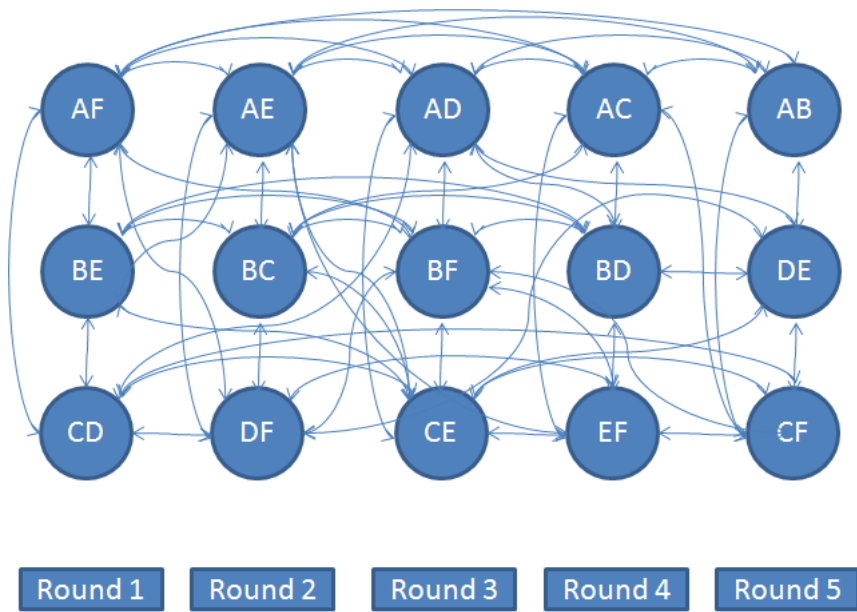 AF AE AD AC AB
BE BC BF BD DE
CD DF CE EF CF
Round 1 Round 2 Round 3 Round 4 Round 5